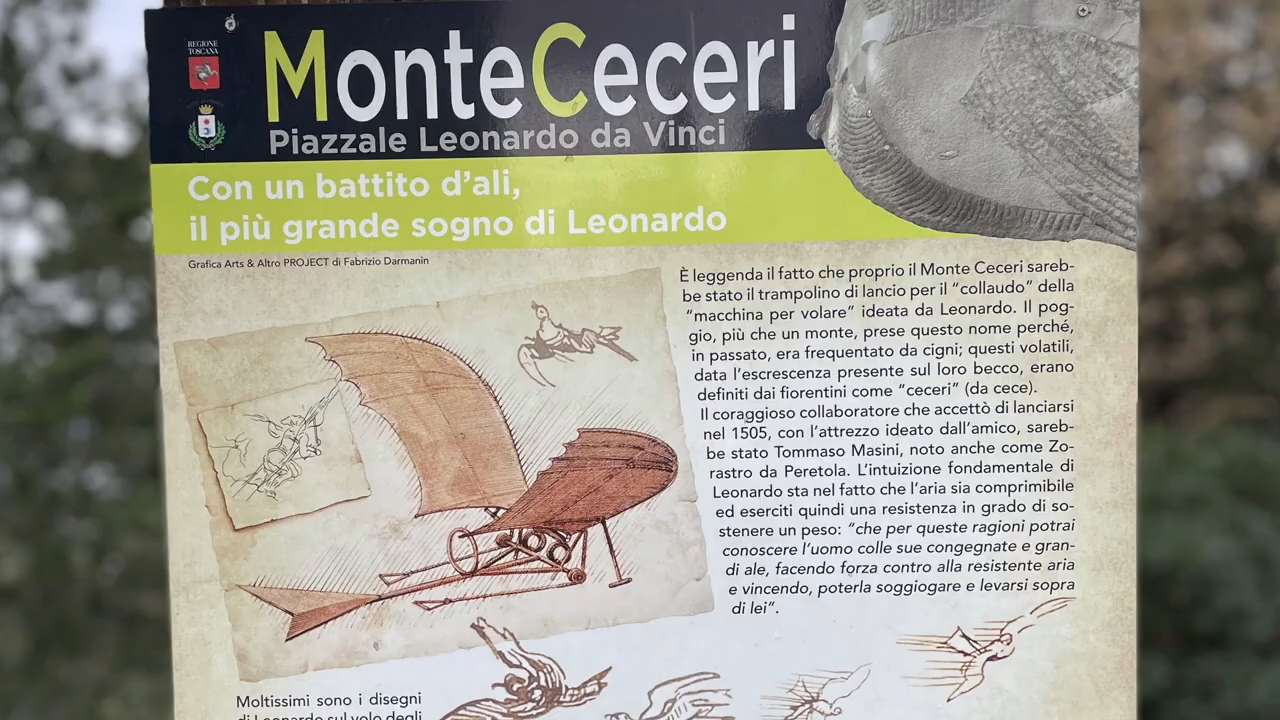 REGIONE
TOSCANA
MonteCeceri
Piazzale Leonardo da Vinci
Con un battito d'ali,
il più grande sogno di Leonardo
Grafica Arts & Altro PROJECT di Fabrizio Darmanin
È leggenda il fatto che proprio il Monte Ceceri sareb-
be stato il trampolino di lancio per il "collaudo" della
"macchina per volare" ideata da Leonardo. Il pog-
gio, più che un monte, prese questo nome perché,
in passato, era frequentato da cigni; questi volatili,
data l'escrescenza presente sul loro becco, erano
definiti dai fiorentini come "ceceri" (da cece).
Il coraggioso collaboratore che accettò di lanciarsi
nel 1505, con l'attrezzo ideato dall'amico, sareb-
be stato Tommaso Masini, noto anche come Zo-
rastro da Peretola. L'intuizione fondamentale di
Leonardo sta nel fatto che l'aria sia comprimibile
ed eserciti quindi una resistenza in grado di so-
stenere un peso: "che per queste ragioni potrai
conoscere l'uomo colle sue congegnate e gran-
di ale, facendo forza contro alla resistente aria
e vincendo, poterla soggiogare e levarsi sopra
di lei".
Moltissimi sono i disegni
di Leonardo sul volo degli